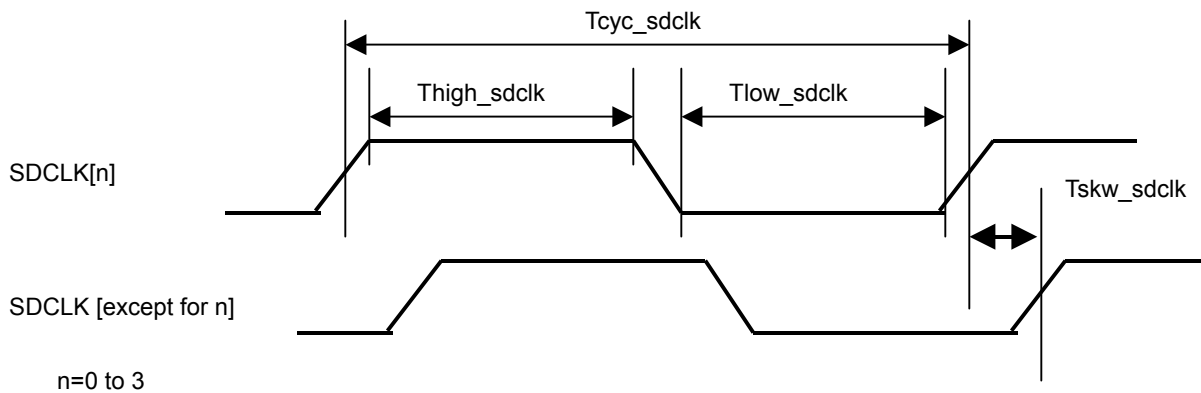 Tcyc_sdclk
Thigh_sdclk
Tlow_sdclk
SDCLK[n]
Tskw_sdclk
SDCLK [except for n]
n=0 to 3